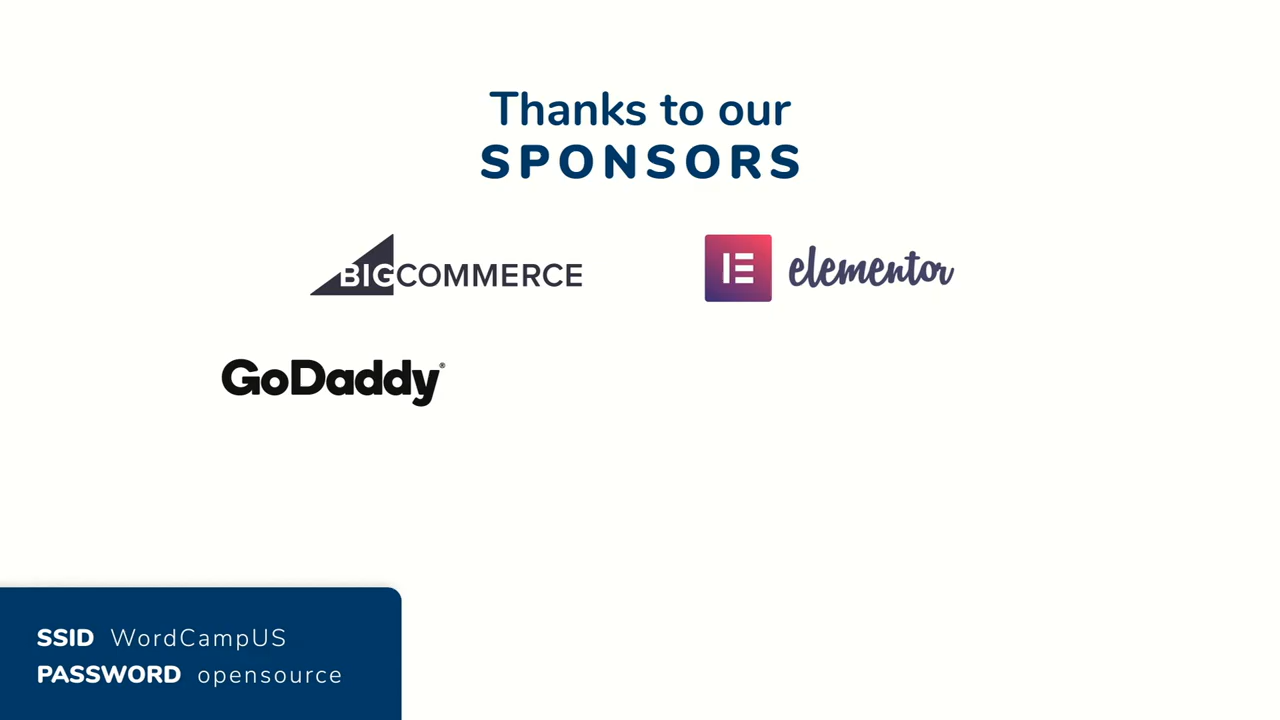 Thanks to our
SPONSORS
BIGCOMMERCE
elementor
GoDaddy®
SSID WordCampUS
PASSWORD opensource